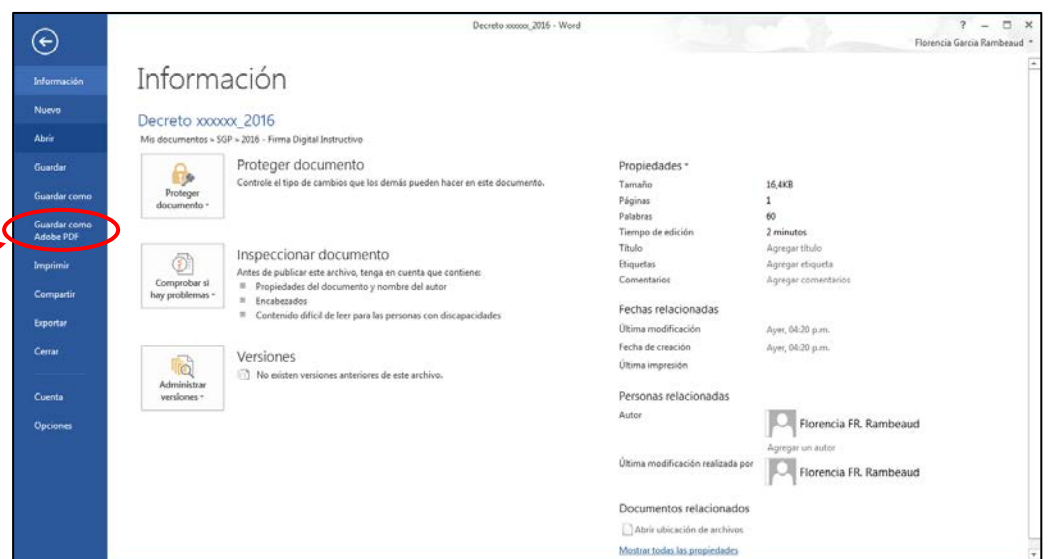 Decreto xxxxxx_2016 - Word
Florencia Garcia Rambeaud
Información
Nuevo
Abrir
Guardar
Guardar como
Guardar como
Adobe PDF
Imprimir
Compartir
Exportar
Cerrar
Cuenta
Opciones
Información
Decreto xxxxxx_2016
Mis documentos » SGP » 2016 - Firma Digital Instructivo
Proteger
documento
Proteger documento
Controle el tipo de cambios que los demás pueden hacer en este documento.
Comprobar si
hay problemas
Inspeccionar documento
Antes de publicar este archivo, tenga en cuenta que contiene:
Propiedades del documento y nombre del autor
Encabezados
Contenido difícil de leer para las personas con discapacidades
Administrar
versiones
Versiones
No existen versiones anteriores de este archivo.
Propiedades
Tamaño 16,4KB
Páginas 1
Palabras 60
Tiempo de edición 2 minutos
Título Agregar título
Etiquetas Agregar etiqueta
Comentarios Agregar comentarios
Fechas relacionadas
Última modificación Ayer, 04:20 p.m.
Fecha de creación Ayer, 04:20 p.m.
Última impresión
Personas relacionadas
Autor Florencia FR. Rambeaud
Agregar un autor
Última modificación realizada por Florencia FR. Rambeaud
Documentos relacionados
Abrir ubicación de archivos
Mostrar todas las propiedades